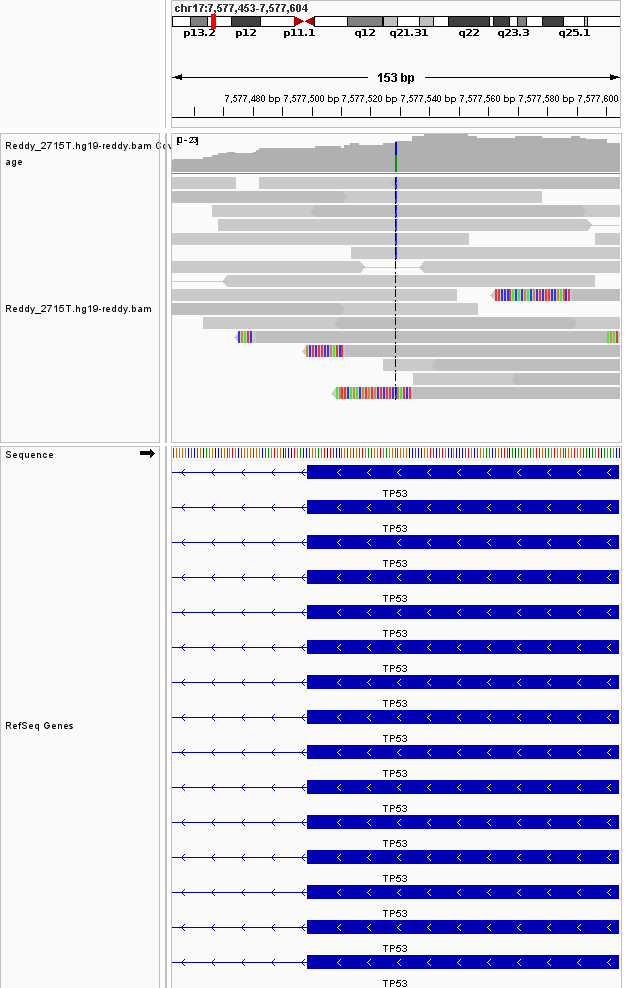 chr17:7,577,453-7,577,604
p13.2 p12 p11.1 q12 q21.31 q22 q23.3 q25.1
153 bp
7,577,480 bp 7,577,500 bp 7,577,520 bp 7,577,540 bp 7,577,560 bp 7,577,580 bp 7,577,600
Reddy_2715T.hg19-reddy.bam Cov
age
[0-23]
Reddy_2715T.hg19-reddy.bam
Sequence
TP53
TP53
TP53
TP53
TP53
TP53
TP53
RefSeq Genes
TP53
TP53
TP53
TP53
TP53
TP53
TP53
TP53